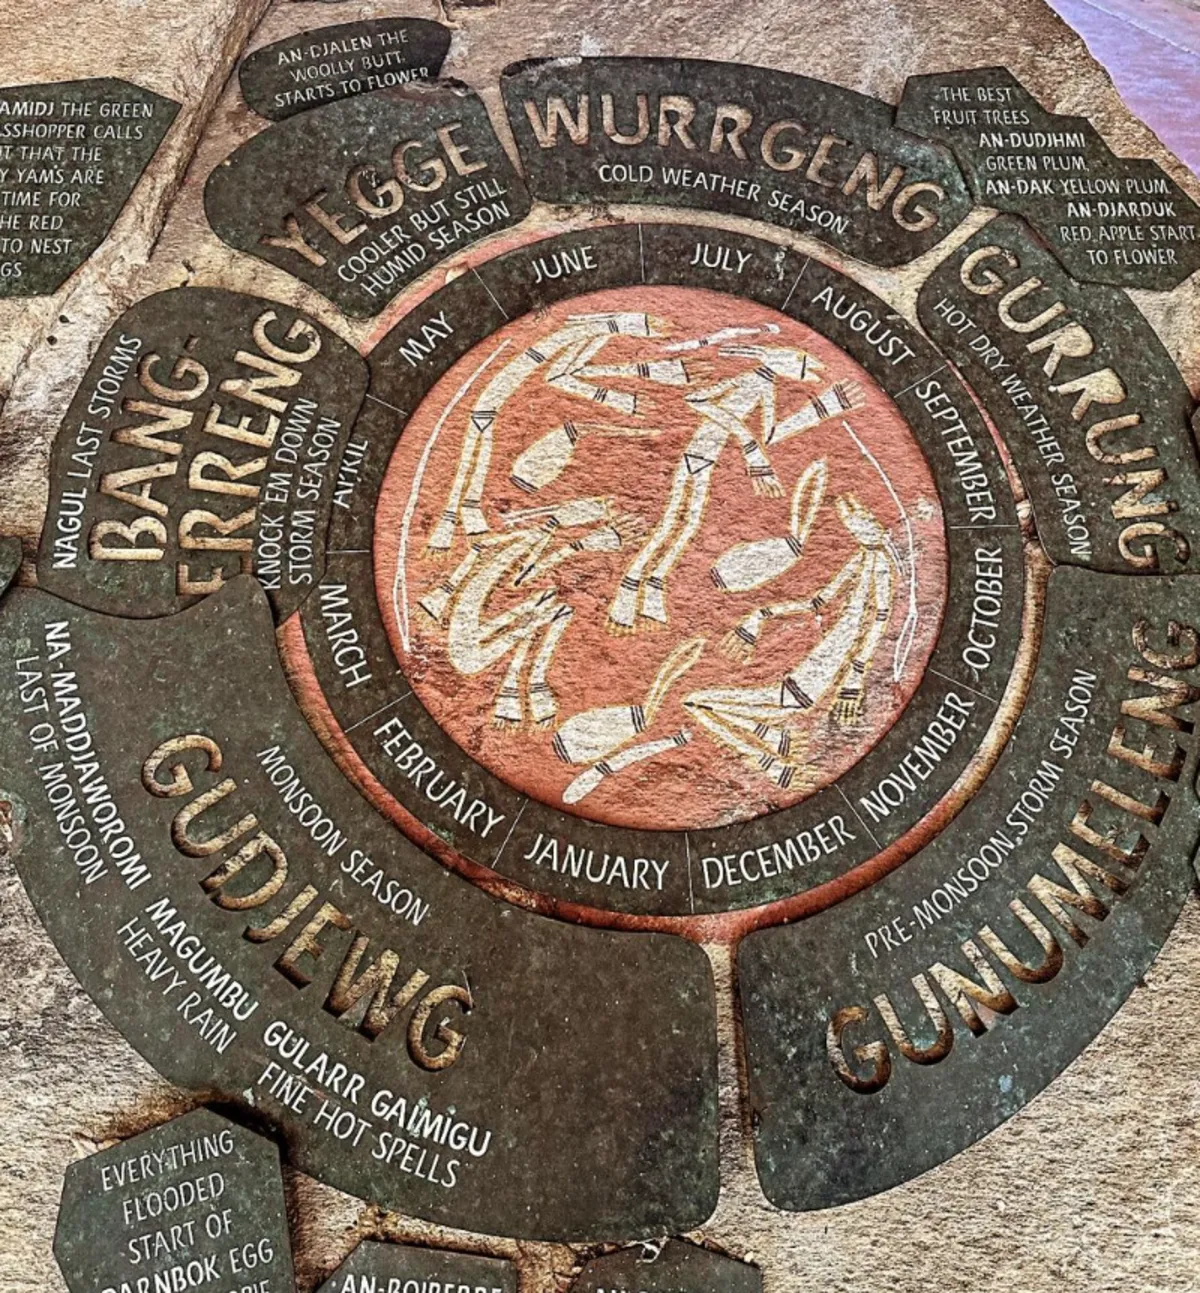 AN-DJALEN THE
WOOLLY BUTT
STARTS TO FLOWER
AMIDJ THE GREEN
SSHOPPER CALLS
T THAT THE
Y YAMS ARE
TIME FOR
HE RED
TO NEST
GS
YEGGE
COOLER BUT STILL
HUMID SEASON
WURRGENG
COLD WEATHER SEASON
THE BEST
FRUIT TREES
AN-DUDJHMI
GREEN PLUM,
AN-DAK YELLOW PLUM,
AN-DJARDUK
RED APPLE START
TO FLOWER
GURRUNG
HOT DRY WEATHER SEASON
GUNUMELENG
PRE-MONSOON STORM SEASON
GUDJEWG
MONSOON SEASON
NA-MADDJAWOROMI
LAST OF MONSOON
MAGUMBU
HEAVY RAIN
GULARR GAIMIGU
FINE HOT SPELLS
NAGUL LAST STORMS
BANG-
ERRENG
KNOCK EM DOWN
STORM SEASON
JANUARY
FEBRUARY
MARCH
APRIL
MAY
JUNE
JULY
AUGUST
SEPTEMBER
OCTOBER
NOVEMBER
DECEMBER
EVERYTHING
FLOODED
START OF
ARNBOK EGG